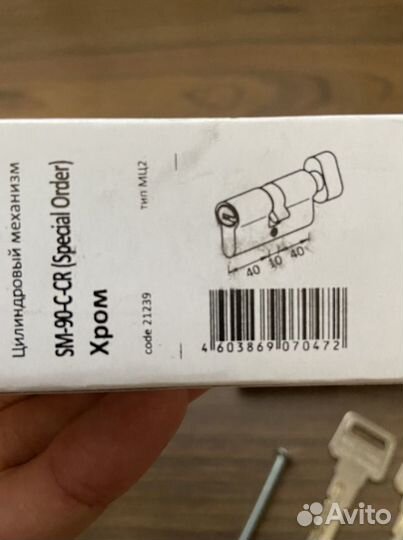 Цилиндровый механизм
SM-90-C-CR (Special Order)
Хром
code 21239
тип МЦ2
40 10 40
4 603869 070472
Avito